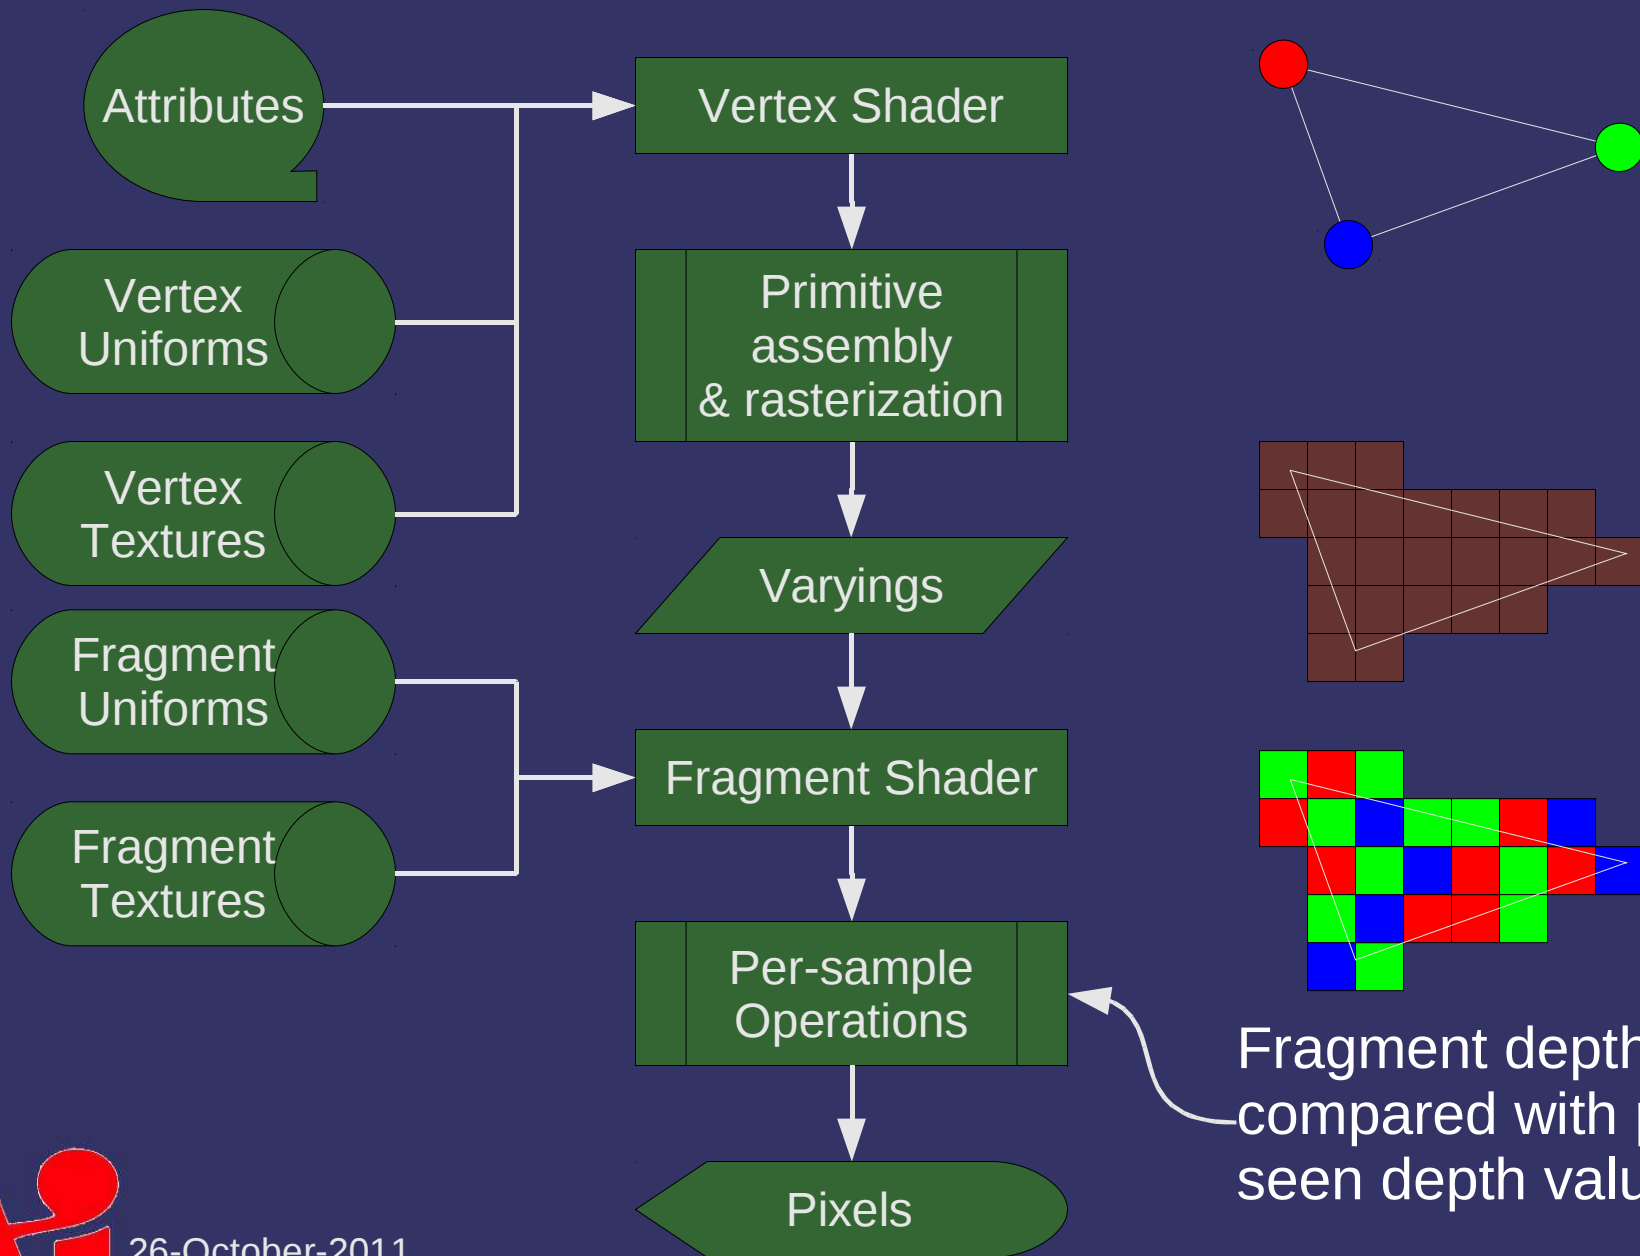 Attributes
Vertex Shader
Vertex
Uniforms
Primitive
assembly
& rasterization
Vertex
Textures
Varyings
Fragment
Uniforms
Fragment Shader
Fragment
Textures
Per-sample
Operations
Fragment depth
compared with
seen depth
Pixels
26-October-2011